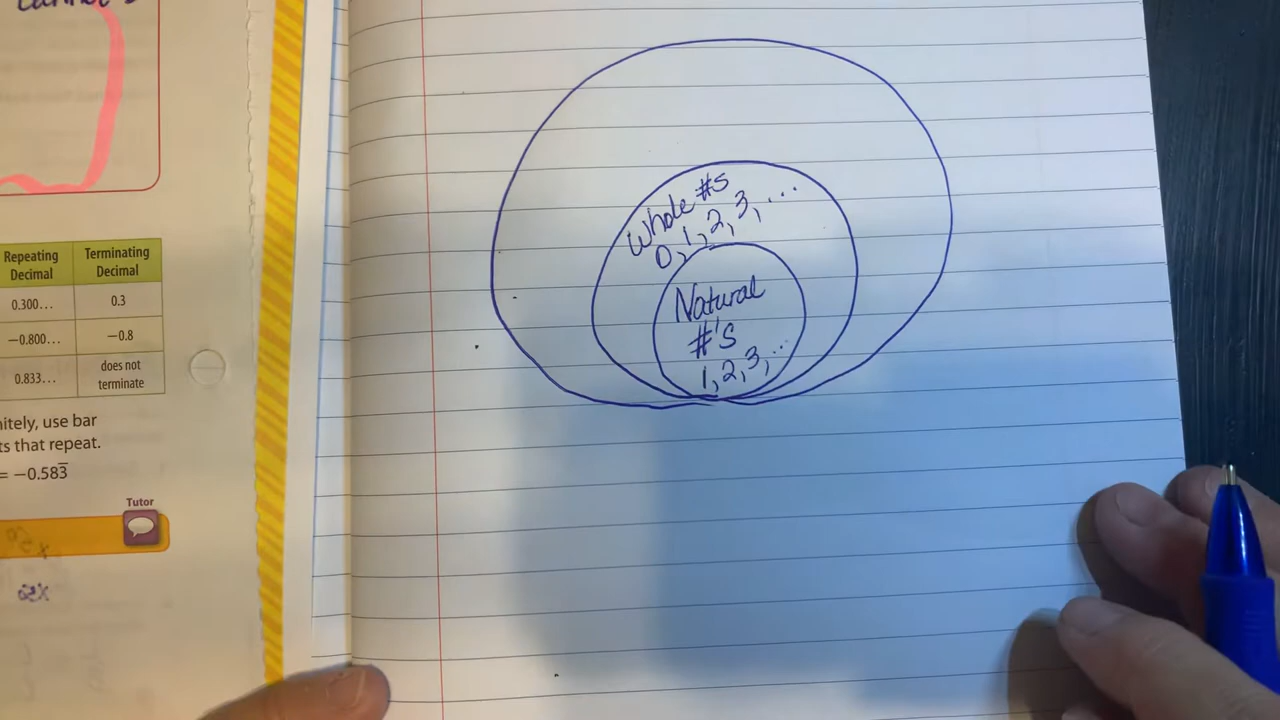 Repeating Decimal
Terminating Decimal
0.300...
0.3
−0.800...
−0.8
0.833...
does not terminate
nitely, use bar
ts that repeat.
= −0.583̅
Tutor
Whole #s
0, 1, 2, 3, ...
Natural
#'s
1, 2, 3, ...